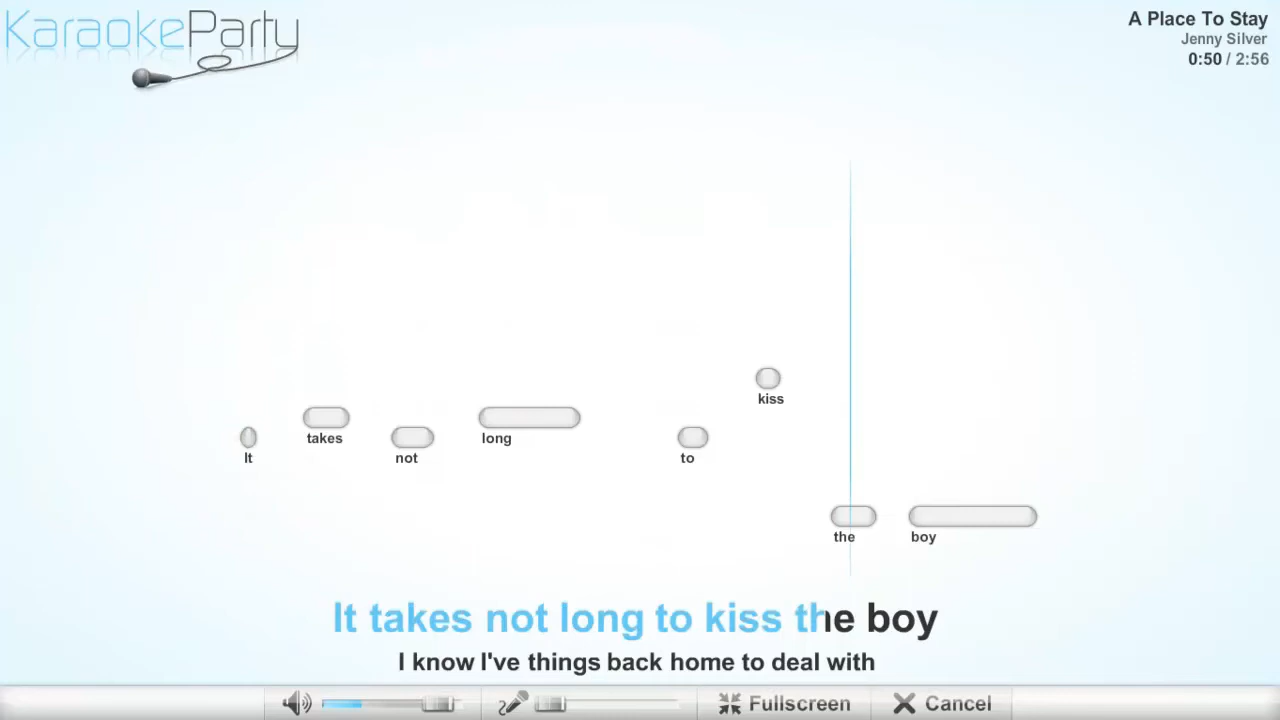 KaraokeParty
A Place To Stay
Jenny Silver
0:50 / 2:56
kiss
takes
long
It
not
to
the
boy
It takes not long to kiss the boy
I know I've things back home to deal with
Fullscreen
Cancel